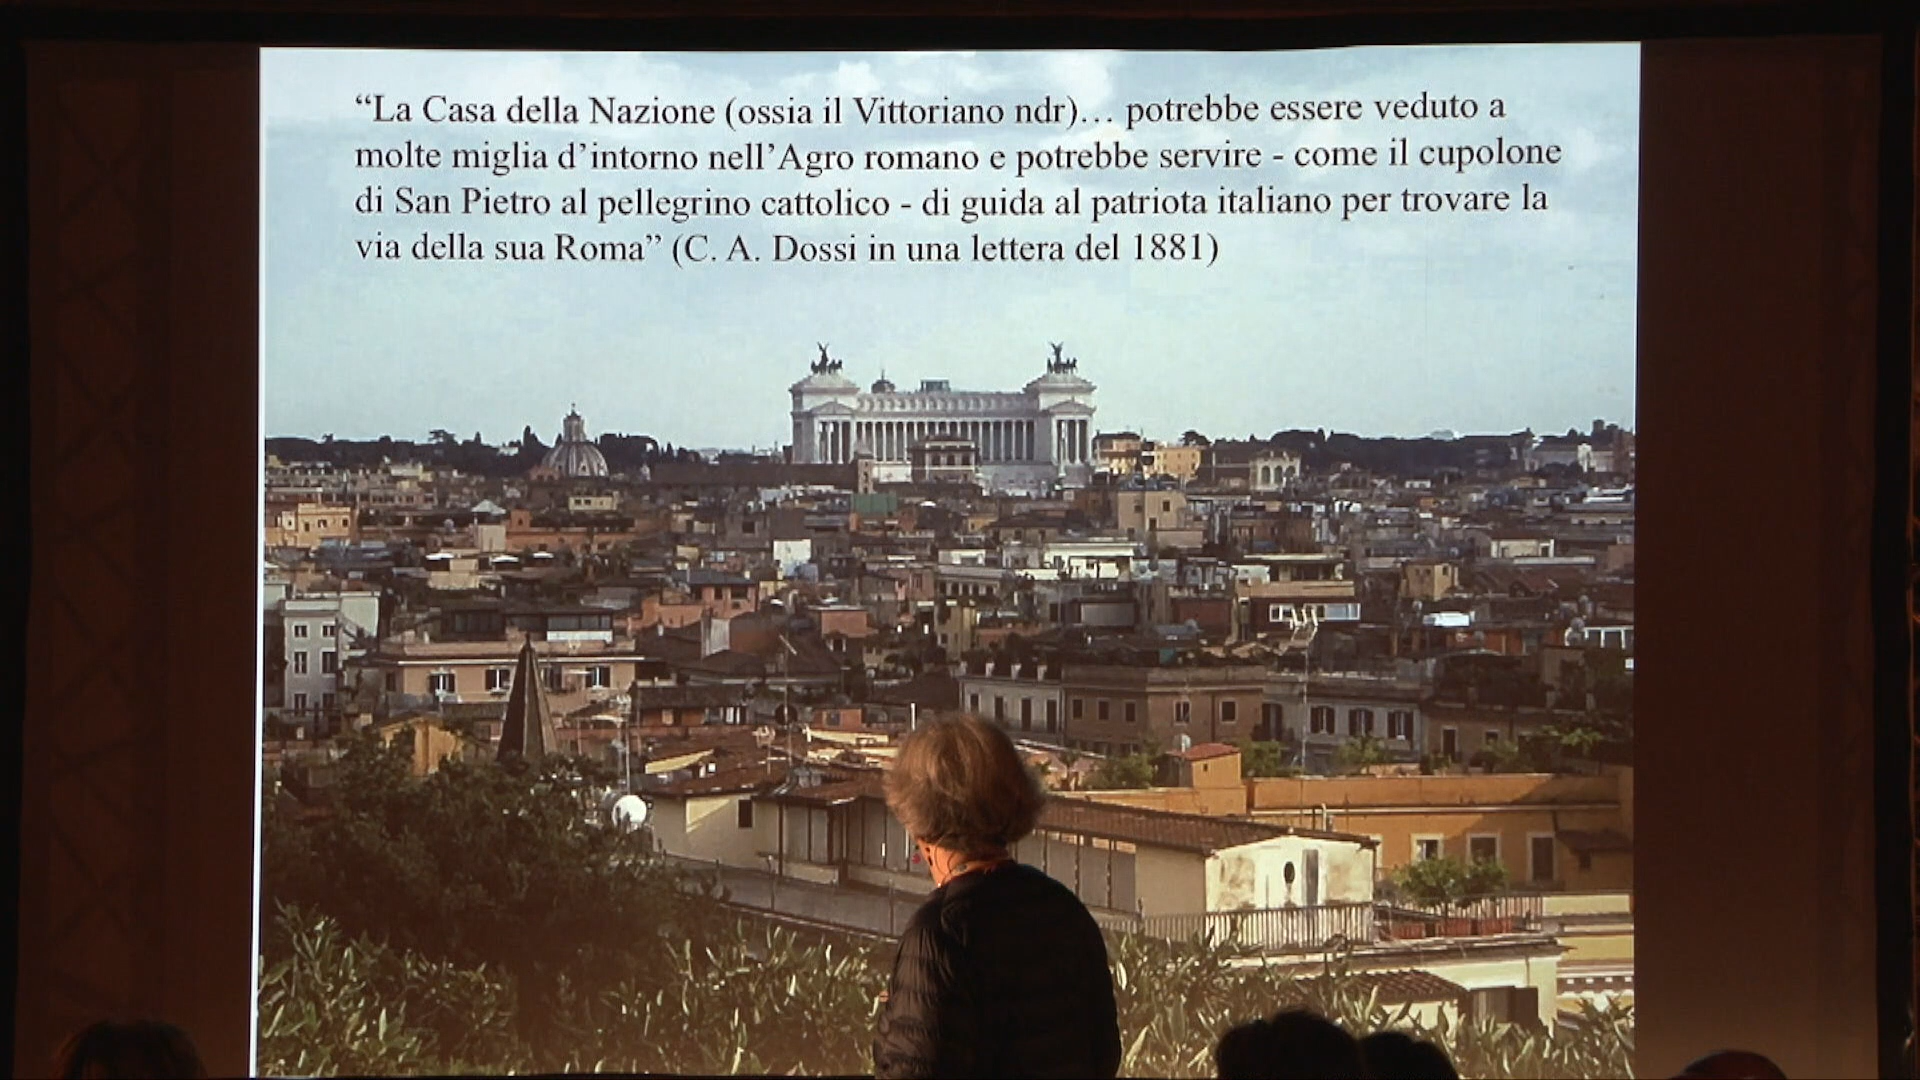 “La Casa della Nazione (ossia il Vittoriano ndr)… potrebbe essere veduto a
molte miglia d’intorno nell’Agro romano e potrebbe servire - come il cupolone
di San Pietro al pellegrino cattolico - di guida al patriota italiano per trovare la
via della sua Roma” (C. A. Dossi in una lettera del 1881)